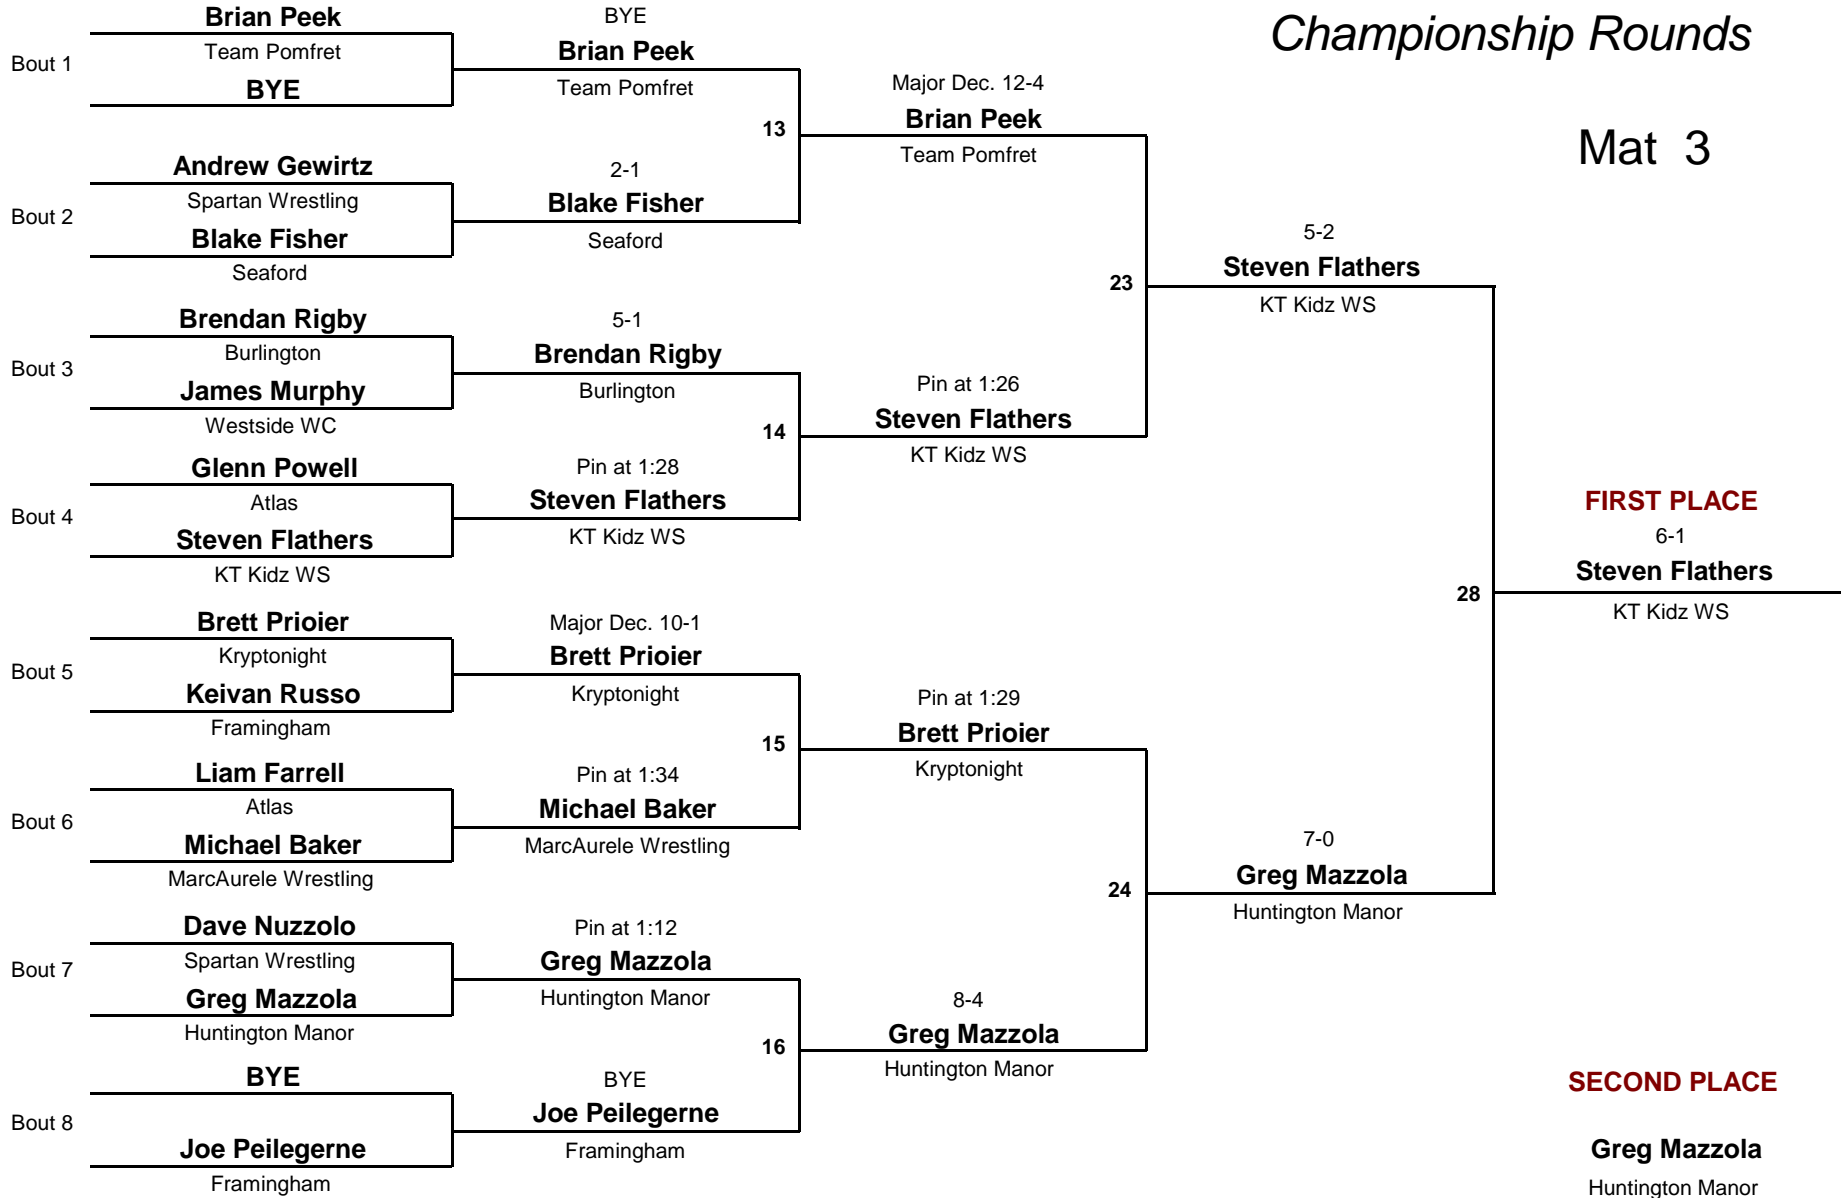 Championship Rounds
Mat 3
Bout 1
Brian Peek
Team Pomfret
BYE
Bout 2
Andrew Gewirtz
Spartan Wrestling
Blake Fisher
Seaford
Bout 3
Brendan Rigby
Burlington
James Murphy
Westside WC
Bout 4
Glenn Powell
Atlas
Steven Flathers
KT Kidz WS
Bout 5
Brett Prioier
Kryptonight
Keivan Russo
Framingham
Bout 6
Liam Farrell
Atlas
Michael Baker
MarcAurele Wrestling
Bout 7
Dave Nuzzolo
Spartan Wrestling
Greg Mazzola
Huntington Manor
Bout 8
BYE
Joe Peilegerne
Framingham
BYE
Brian Peek
Team Pomfret
13
2-1
Blake Fisher
Seaford
5-1
Brendan Rigby
Burlington
14
Pin at 1:28
Steven Flathers
KT Kidz WS
Major Dec. 10-1
Brett Prioier
Kryptonight
15
Pin at 1:34
Michael Baker
MarcAurele Wrestling
Pin at 1:12
Greg Mazzola
Huntington Manor
16
BYE
Joe Peilegerne
Framingham
Major Dec. 12-4
Brian Peek
Team Pomfret
23
Pin at 1:26
Steven Flathers
KT Kidz WS
Pin at 1:29
Brett Prioier
Kryptonight
24
8-4
Greg Mazzola
Huntington Manor
5-2
Steven Flathers
KT Kidz WS
28
7-0
Greg Mazzola
Huntington Manor
FIRST PLACE
6-1
Steven Flathers
KT Kidz WS
SECOND PLACE
Greg Mazzola
Huntington Manor